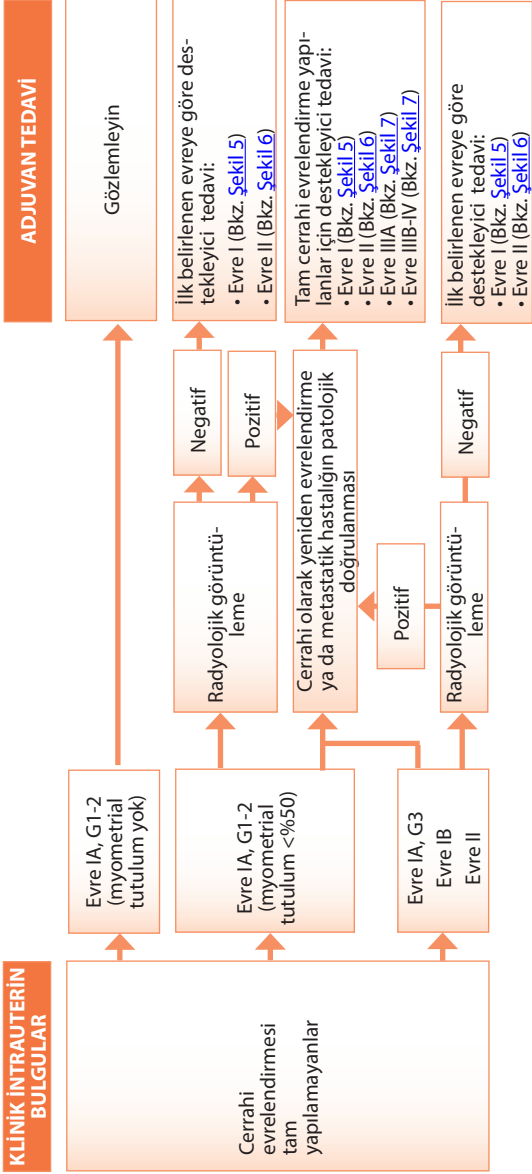 KLİNİK İNTRAUTERİN
BULGULAR
ADJUVAN TEDAVİ
Cerrahi
evrelendirmesi
tam
yapılamayanlar
Evre IA, G1-2
(myometrial
tutulum yok)
Gözlemleyin
Evre IA, G1-2
(myometrial
tutulum <%50)
Radyolojik görüntü-
leme
Negatif
Pozitif
İlk belirlenen evreye göre des-
tekleyici tedavi:
• Evre I (Bkz. Şekil 5)
• Evre II (Bkz. Şekil 6)
Cerrahi olarak yeniden evrelendirme
ya da metastatik hastalığın patolojik
doğrulanması
Tam cerrahi evrelendirme yapı-
lanlar için destekleyici tedavi:
• Evre I (Bkz. Şekil 5)
• Evre II (Bkz. Şekil 6)
• Evre IIIA (Bkz. Şekil 7)
• Evre IIIB-IV (Bkz. Şekil 7)
Evre IA, G3
Evre IB
Evre II
Pozitif
Radyolojik görüntü-
leme
Negatif
İlk belirlenen evreye göre
destekleyici tedavi:
• Evre I (Bkz. Şekil 5)
• Evre II (Bkz. Şekil 6)